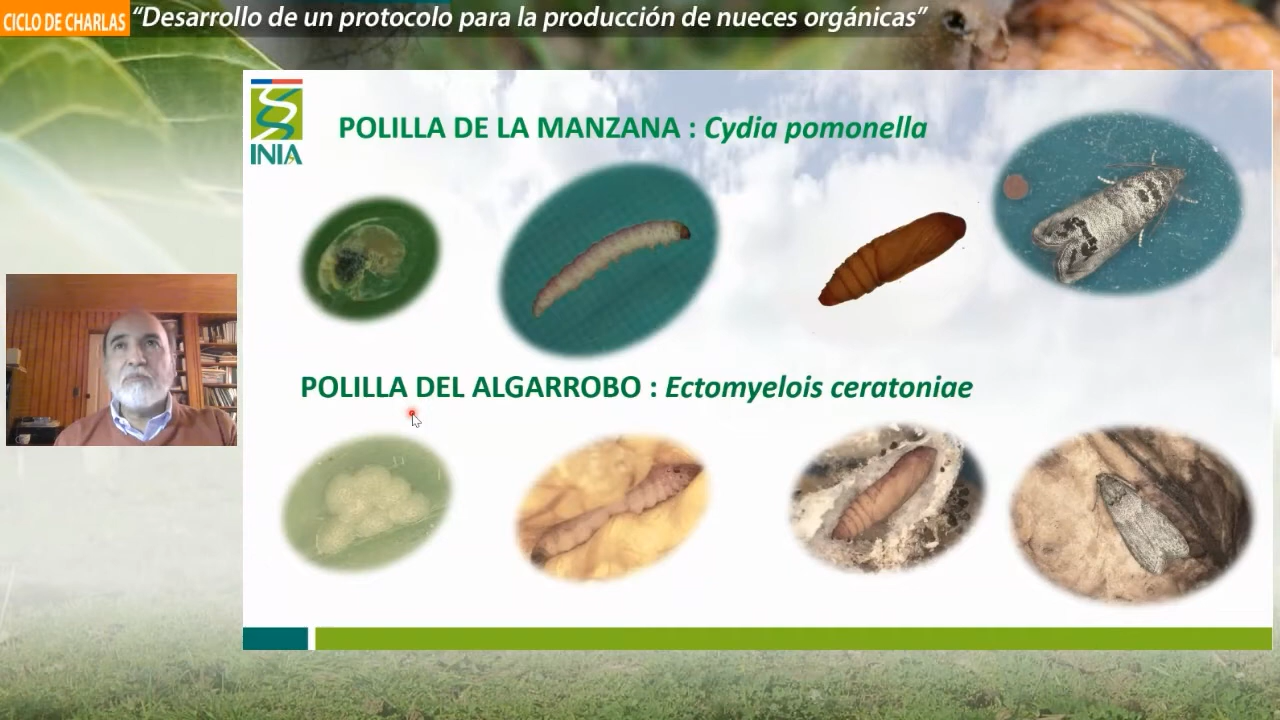 CICLO DE CHARLAS “Desarrollo de un protocolo para la producción de nueces orgánicas”
INIA
POLILLA DE LA MANZANA : Cydia pomonella
POLILLA DEL ALGARROBO : Ectomyelois ceratoniae